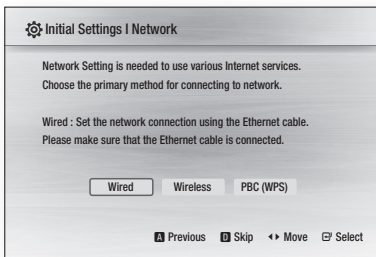 Initial Settings I Network
Network Setting is needed to use various Internet services.
Choose the primary method for connecting to network.
Wired : Set the network connection using the Ethernet cable.
Please make sure that the Ethernet cable is connected.
Wired Wireless PBC (WPS)
A Previous D Skip Move Select